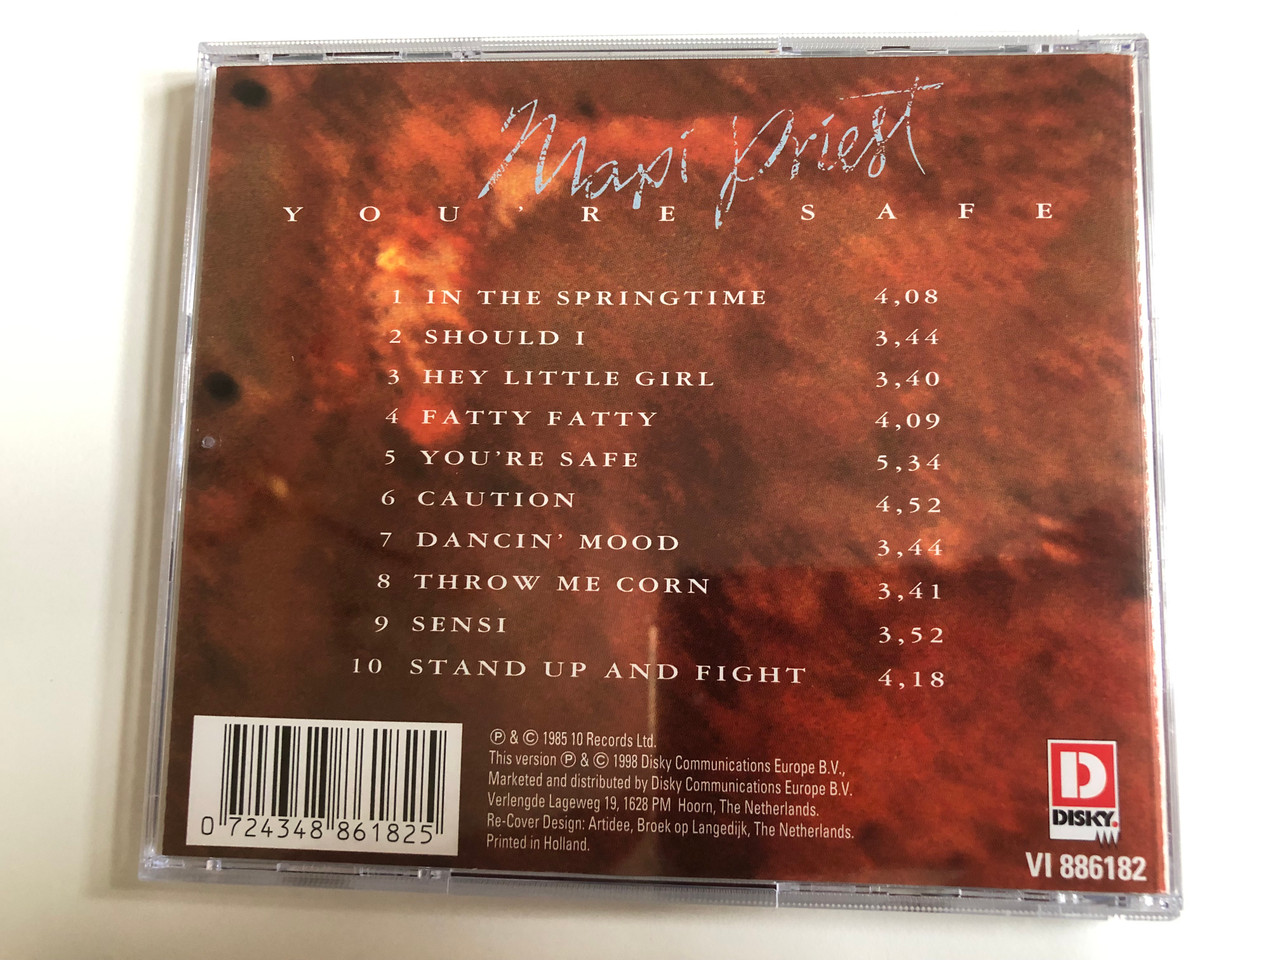 Maxi Priest
YOU'RE SAFE
1 IN THE SPRINGTIME 4,08
2 SHOULD I 3,44
3 HEY LITTLE GIRL 3,40
4 FATTY FATTY 4,09
5 YOU'RE SAFE 5,34
6 CAUTION 4,52
7 DANCIN' MOOD 3,44
8 THROW ME CORN 3,41
9 SENSI 3,52
10 STAND UP AND FIGHT 4,18
℗ & © 1985 10 Records Ltd.
This version ℗ & © 1998 Disky Communications Europe B.V.,
Marketed and distributed by Disky Communications Europe B.V.
Verlengde Lageweg 19, 1628 PM Hoorn, The Netherlands.
Re-Cover Design: Artidee, Broek op Langedijk, The Netherlands.
Printed in Holland.
0 724348 861825
D
DISKY.
VI 886182